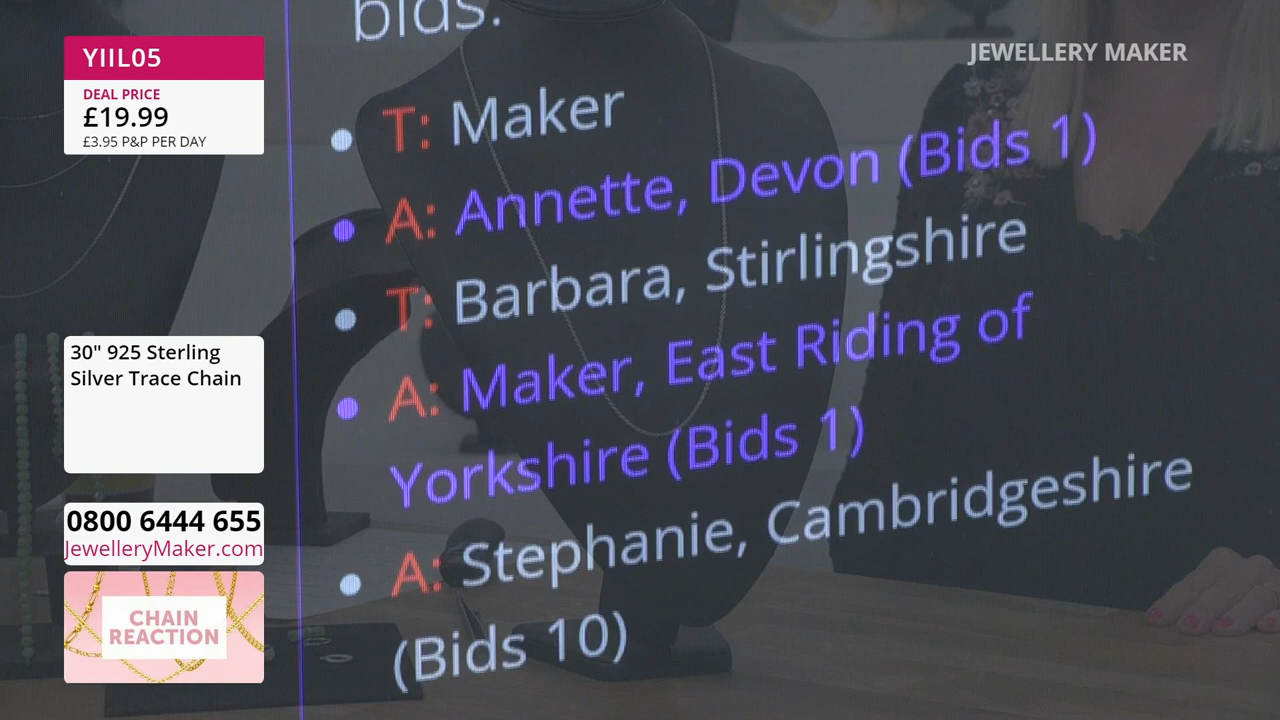 YIIL05
DEAL PRICE
£19.99
£3.95 P&P PER DAY
30" 925 Sterling
Silver Trace Chain
0800 6444 655
JewelleryMaker.com
CHAIN
REACTION
JEWELLERY MAKER
bids.
• T: Maker
• A: Annette, Devon (Bids 1)
• T: Barbara, Stirlingshire
• A: Maker, East Riding of
Yorkshire (Bids 1)
• A: Stephanie, Cambridgeshire
(Bids 10)